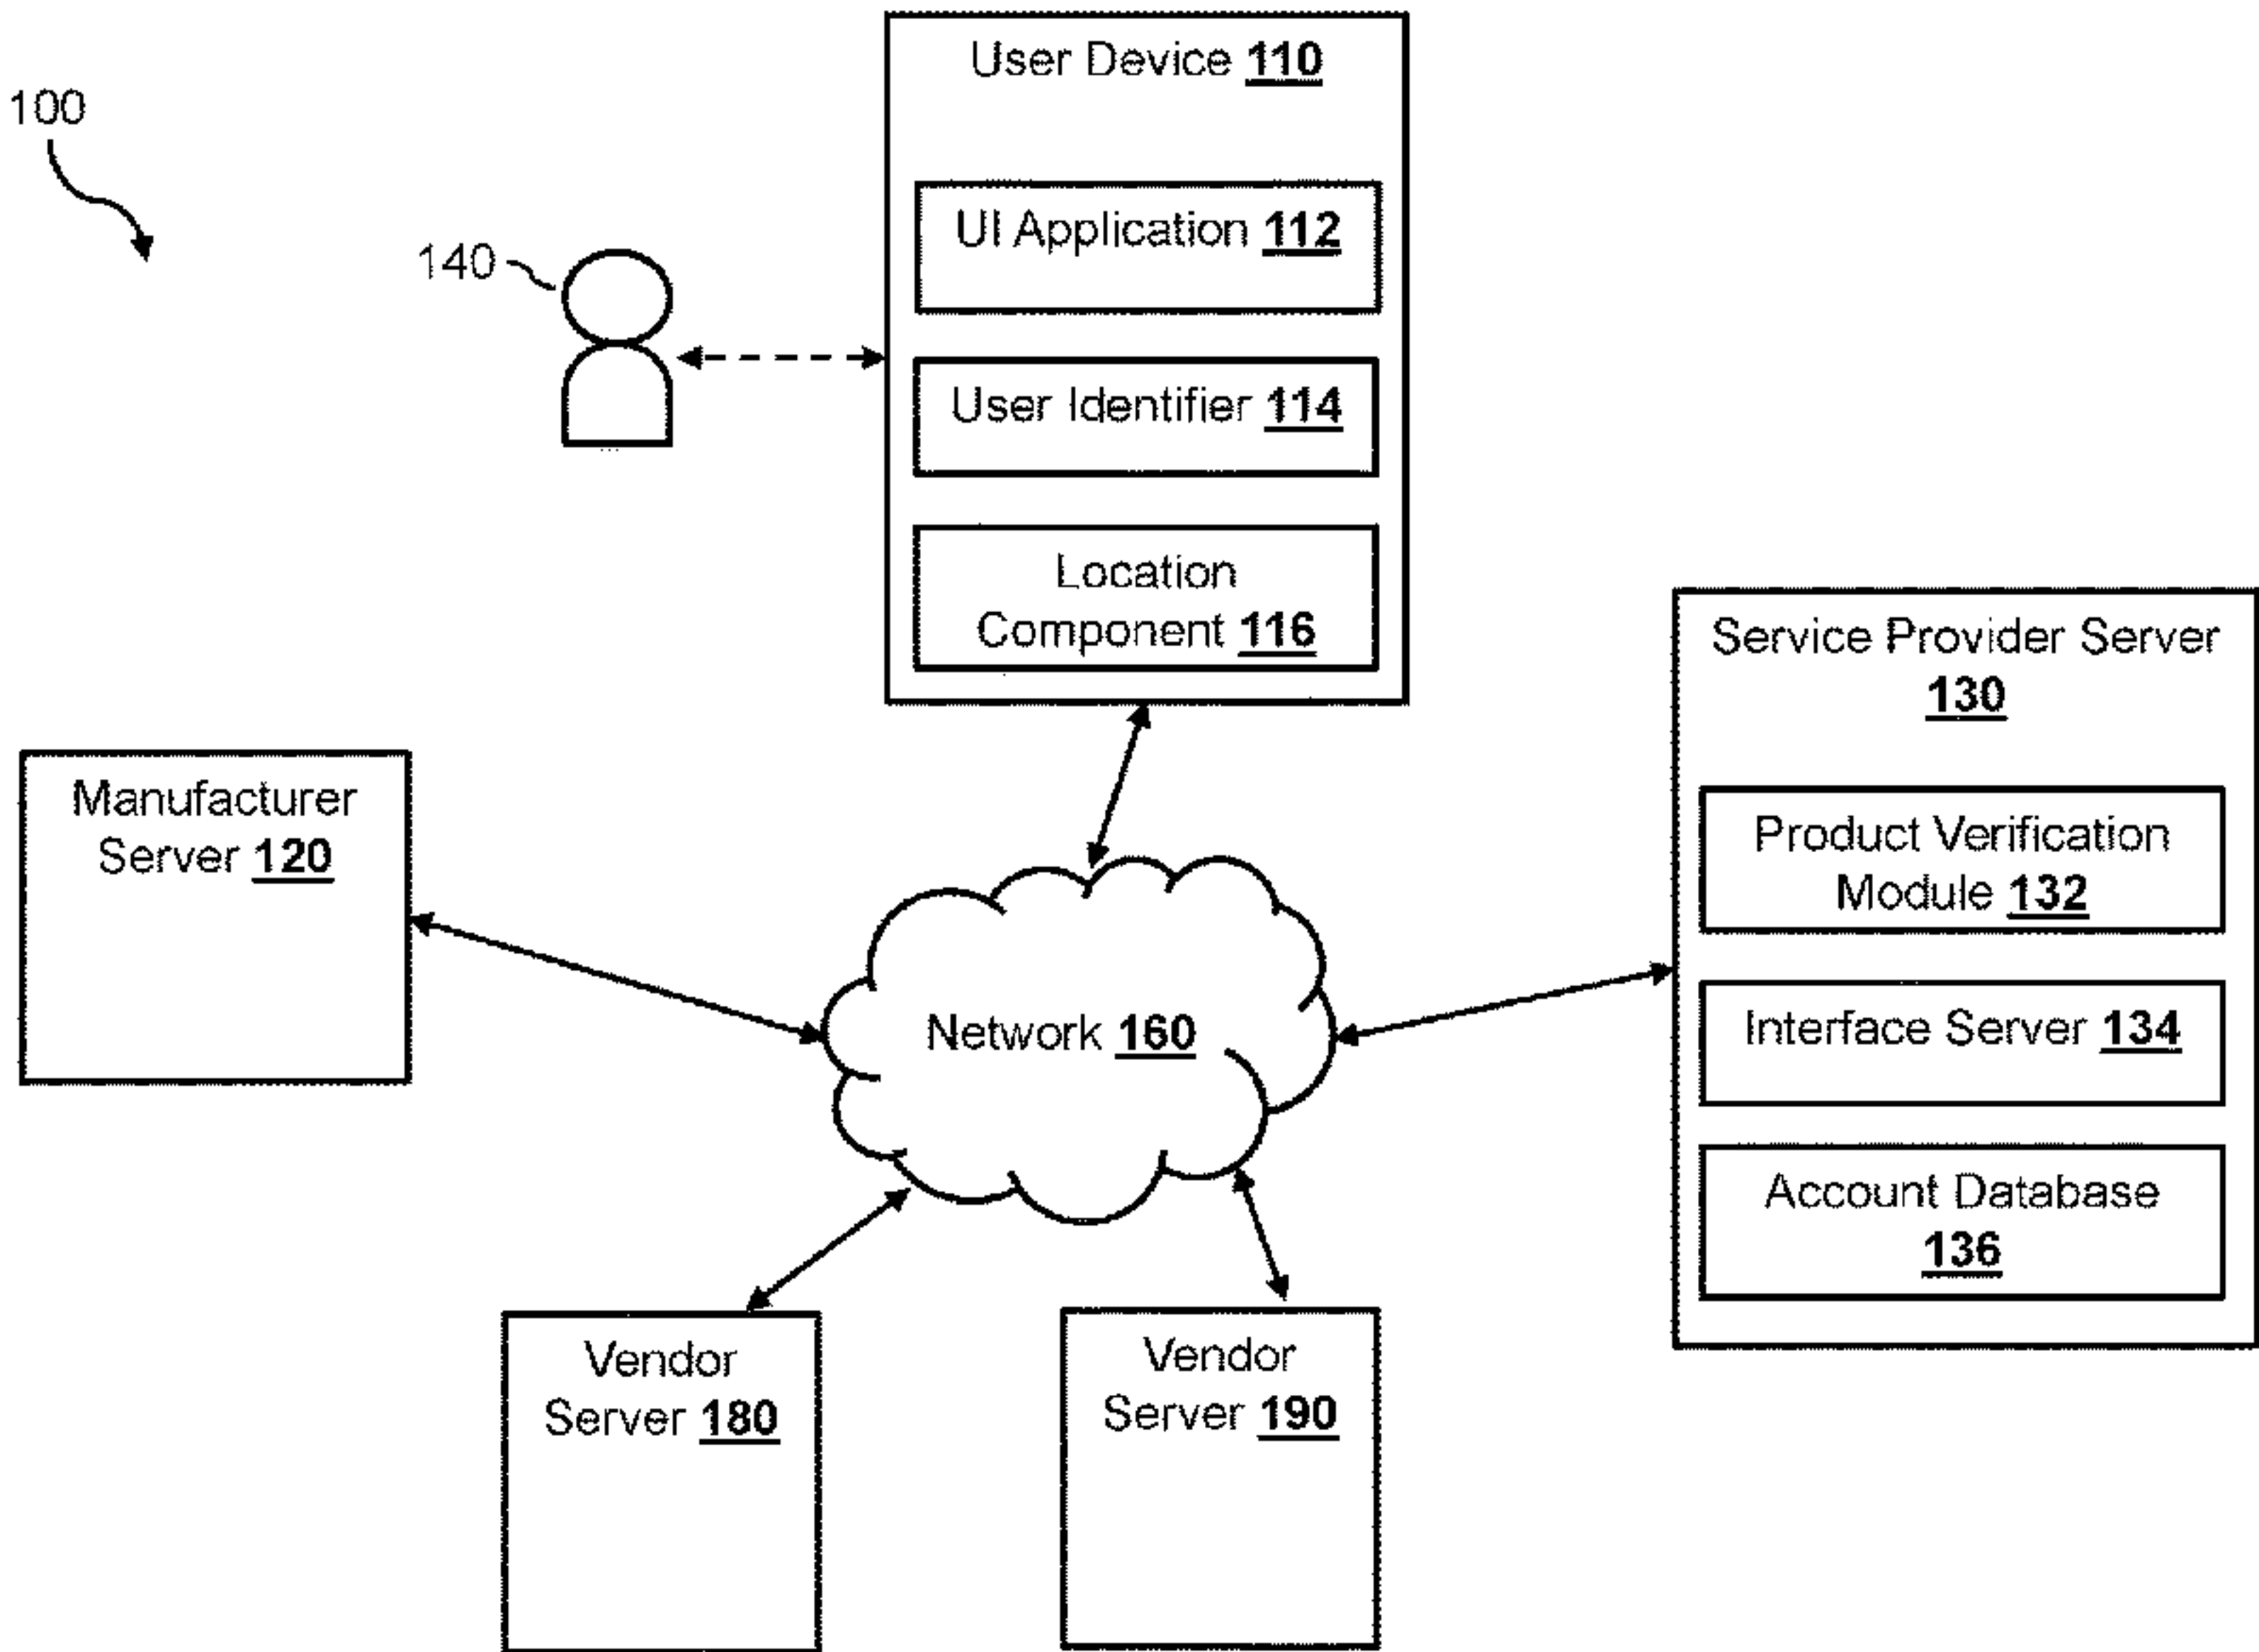 100
140
User Device 110
UI Application 112
User Identifier 114
Location
Component 116
Manufacturer
Server 120
Network 160
Service Provider Server
130
Product Verification
Module 132
Interface Server 134
Account Database
136
Vendor
Server 180
Vendor
Server 190